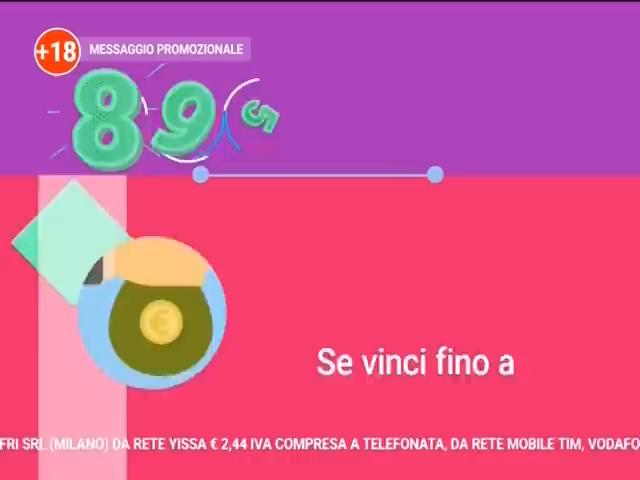 +18 MESSAGGIO PROMOZIONALE
895
Se vinci fino a
FRI SRL (MILANO) DA RETE YISSA € 2,44 IVA COMPRESA A TELEFONATA, DA RETE MOBILE TIM, VODAFO